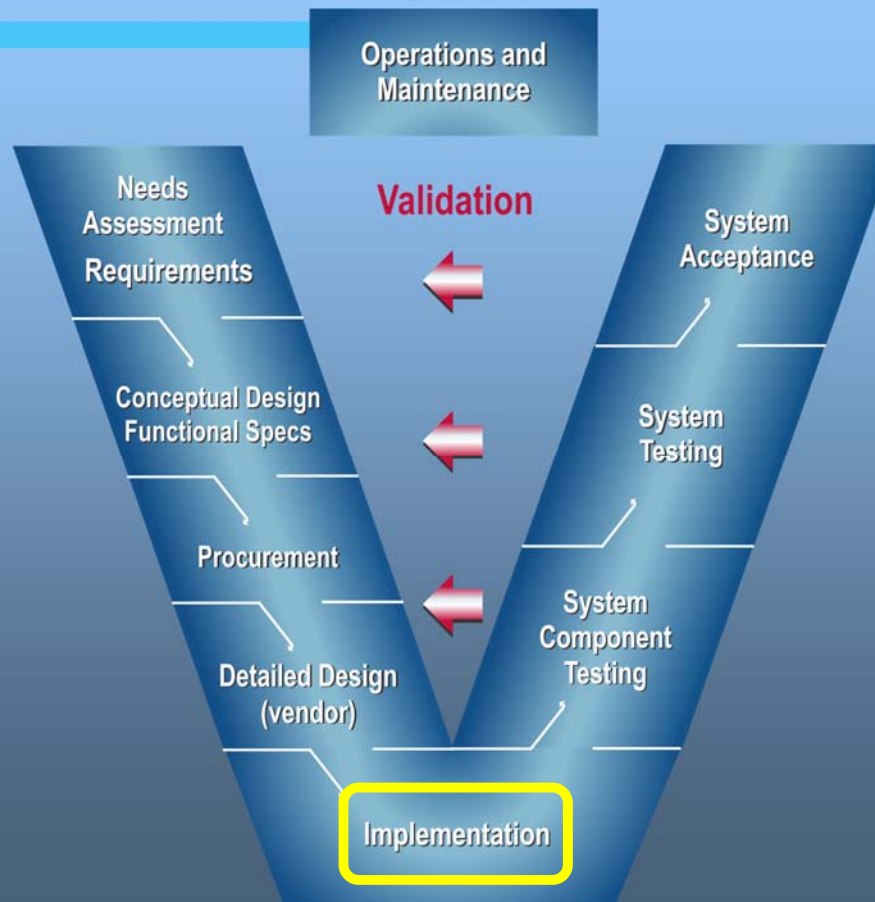 Operations and
Maintenance
Validation
Needs
Assessment
Requirements
Conceptual Design
Functional Specs
Procurement
Detailed Design
(vendor)
Implementation
System
Component
Testing
System
Testing
System
Acceptance